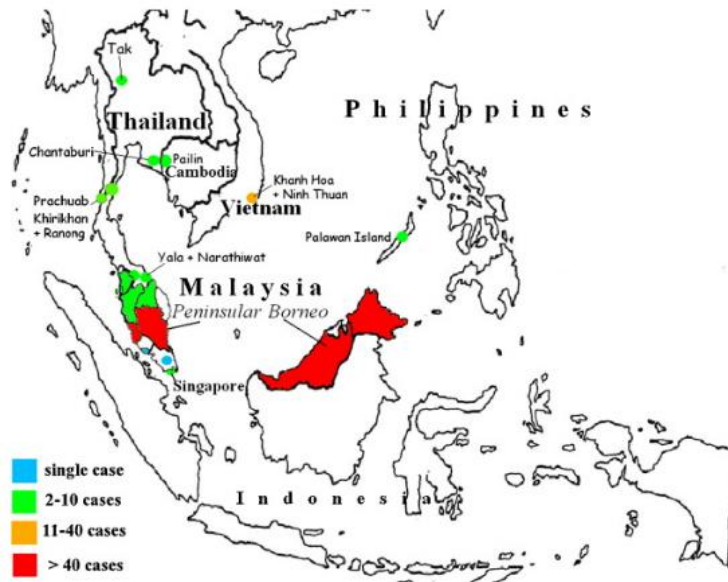 Tak
Philippines
Thailand
Chantaburi
Pailin
Cambodia
Khanh Hoa
+ Ninh Thuan
Vietnam
Prachuab
Khirikhan
+ Ranong
Palawan Island
Yala + Narathiwat
Malaysia
Peninsular Borneo
Singapore
single case
2-10 cases
Indonesia
11-40 cases
> 40 cases